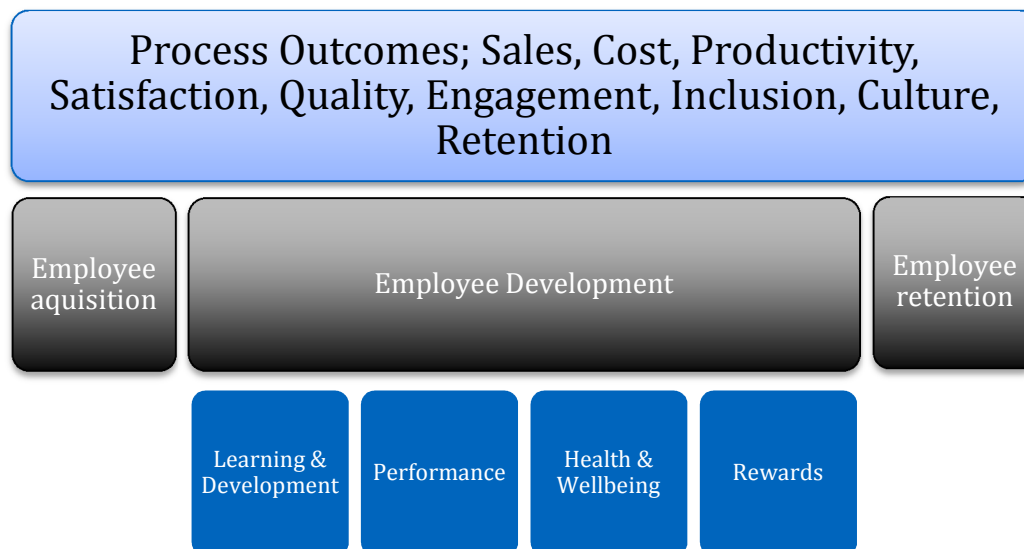 Process Outcomes; Sales, Cost, Productivity,
Satisfaction, Quality, Engagement, Inclusion, Culture,
Retention
Employee
aquisition
Employee Development
Employee
retention
Learning &
Development
Performance
Health &
Wellbeing
Rewards